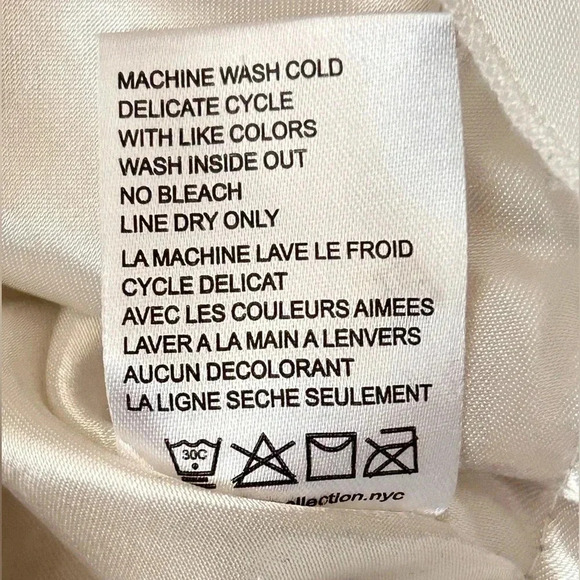 MACHINE WASH COLD
DELICATE CYCLE
WITH LIKE COLORS
WASH INSIDE OUT
NO BLEACH
LINE DRY ONLY
LA MACHINE LAVE LE FROID
CYCLE DELICAT
AVEC LES COULEURS AIMEES
LAVER A LA MAIN A LENVERS
AUCUN DECOLORANT
LA LIGNE SECHE SEULEMENT
30C